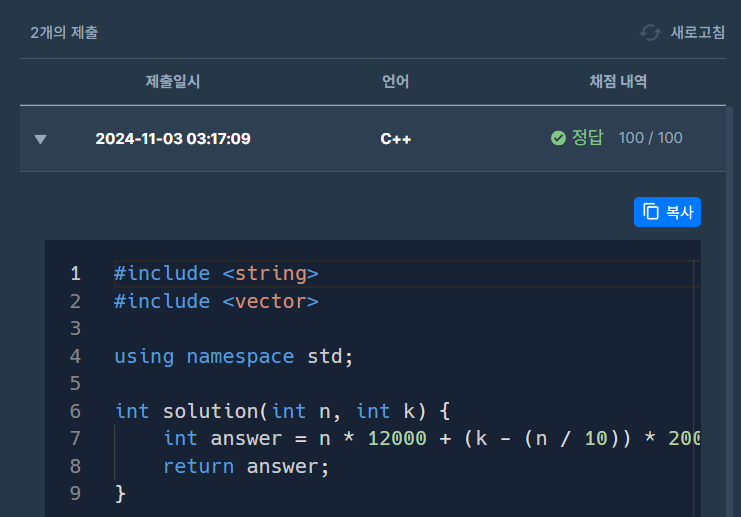 2개의 제출 새로고침
제출일시 언어 채점 내역
2024-11-03 03:17:09 C++ 정답 100 / 100
복사
1 #include <string>
2 #include <vector>
3
4 using namespace std;
5
6 int solution(int n, int k) {
7 int answer = n * 12000 + (k - (n / 10)) * 200
8 return answer;
9 }